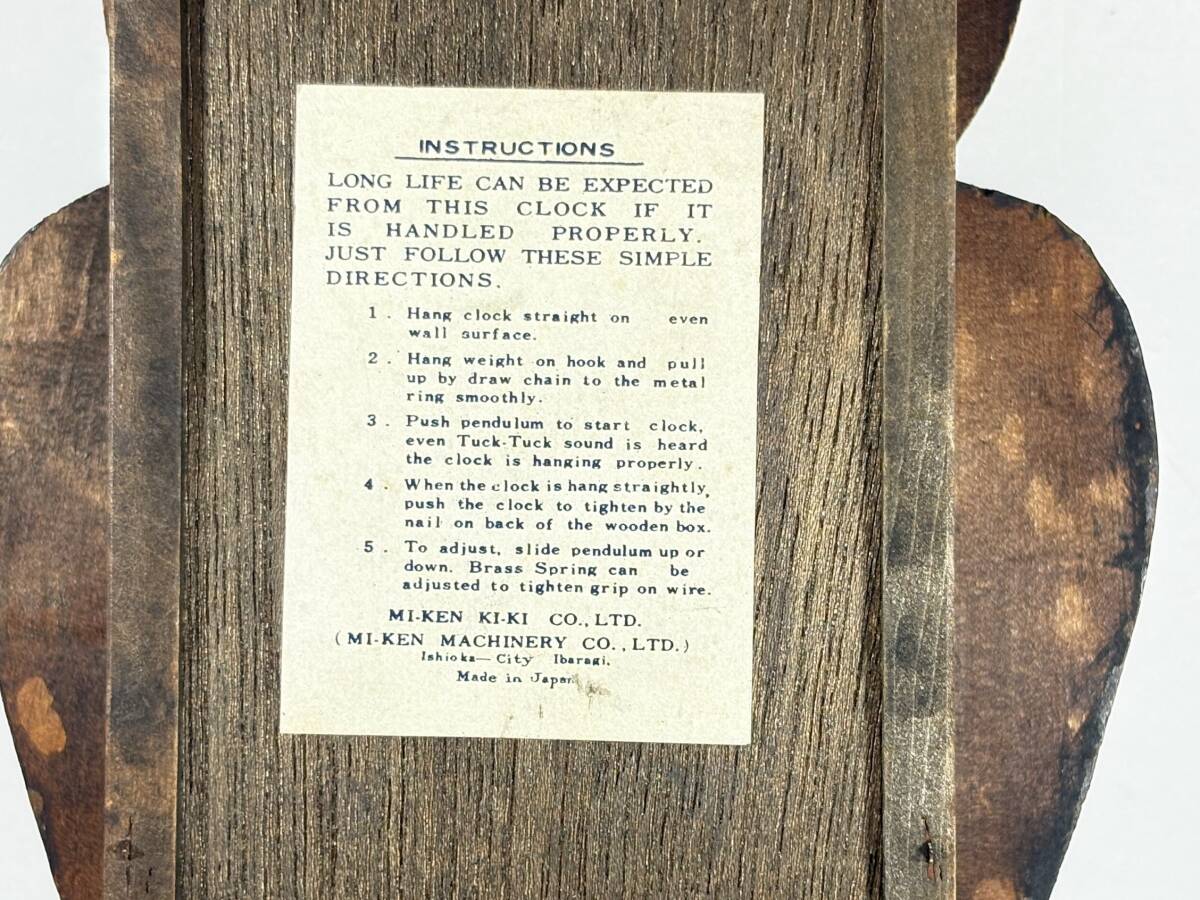 INSTRUCTIONS
LONG LIFE CAN BE EXPECTED
FROM THIS CLOCK IF IT
IS HANDLED PROPERLY.
JUST FOLLOW THESE SIMPLE
DIRECTIONS.
1. Hang clock straight on even
wall surface.
2. Hang weight on hook and pull
up by draw chain to the metal
ring smoothly.
3. Push pendulum to start clock,
even Tuck-Tuck sound is heard
the clock is hanging properly.
4. When the clock is hang straightly,
push the clock to tighten by the
nail on back of the wooden box.
5. To adjust, slide pendulum up or
down. Brass Spring can be
adjusted to tighten grip on wire.
MI-KEN KI-KI CO., LTD.
(MI-KEN MACHINERY CO., LTD.)
Ishioka—City Ibaragi.
Made in Japan